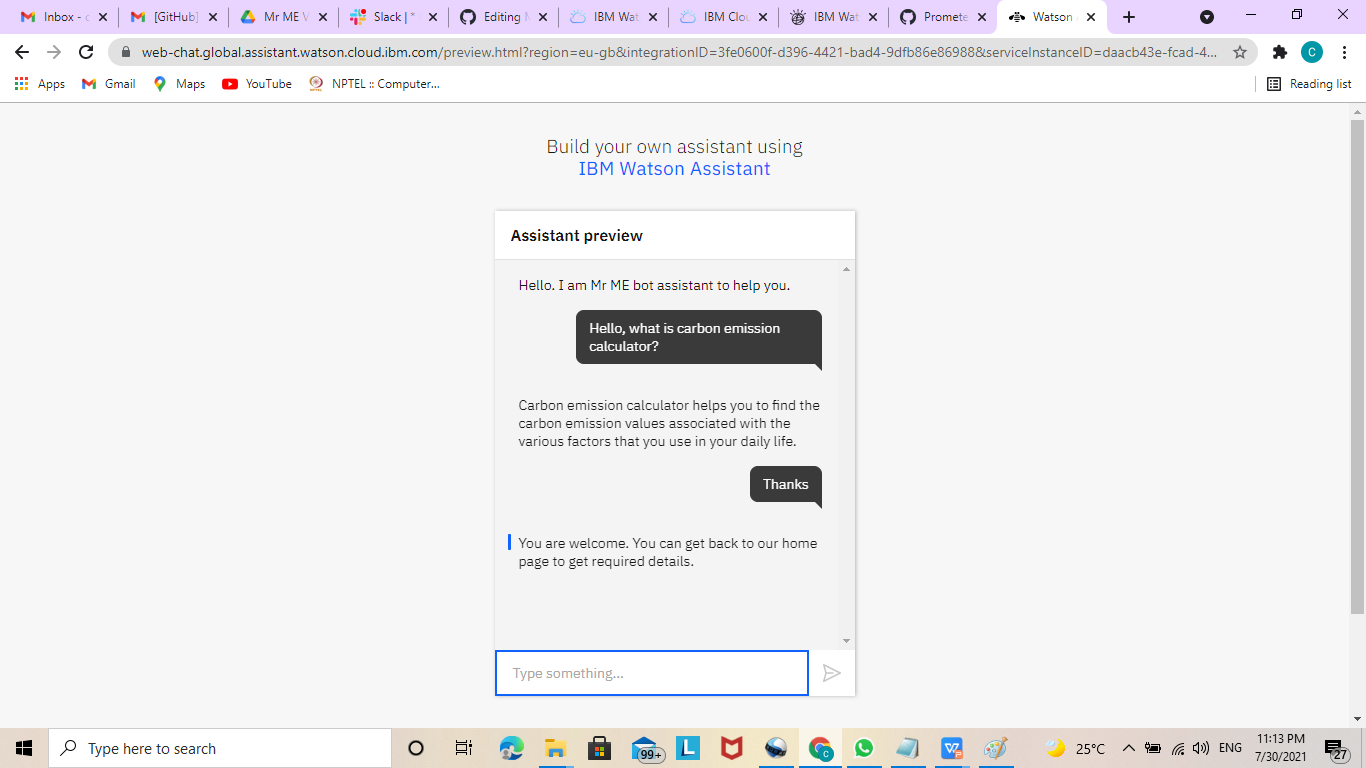 Inbox - c
[GitHub]
Mr ME V
Slack | *
Editing M
IBM Wat
IBM Clou
IBM Wat
Promete
Watson
web-chat.global.assistant.watson.cloud.ibm.com/preview.html?region=eu-gb&integrationID=3fe0600f-d396-4421-bad4-9dfb86e869888&serviceInstanceID=daacb43e-fcad-4...
C
Apps
Gmail
Maps
YouTube
NPTEL :: Computer...
Reading list
Build your own assistant using
IBM Watson Assistant
Assistant preview
Hello. I am Mr ME bot assistant to help you.
Hello, what is carbon emission
calculator?
Carbon emission calculator helps you to find the
carbon emission values associated with the
various factors that you use in your daily life.
Thanks
You are welcome. You can get back to our home
page to get required details.
Type something...
Type here to search
99+
L
C
25°C
ENG
11:13 PM
7/30/2021
27